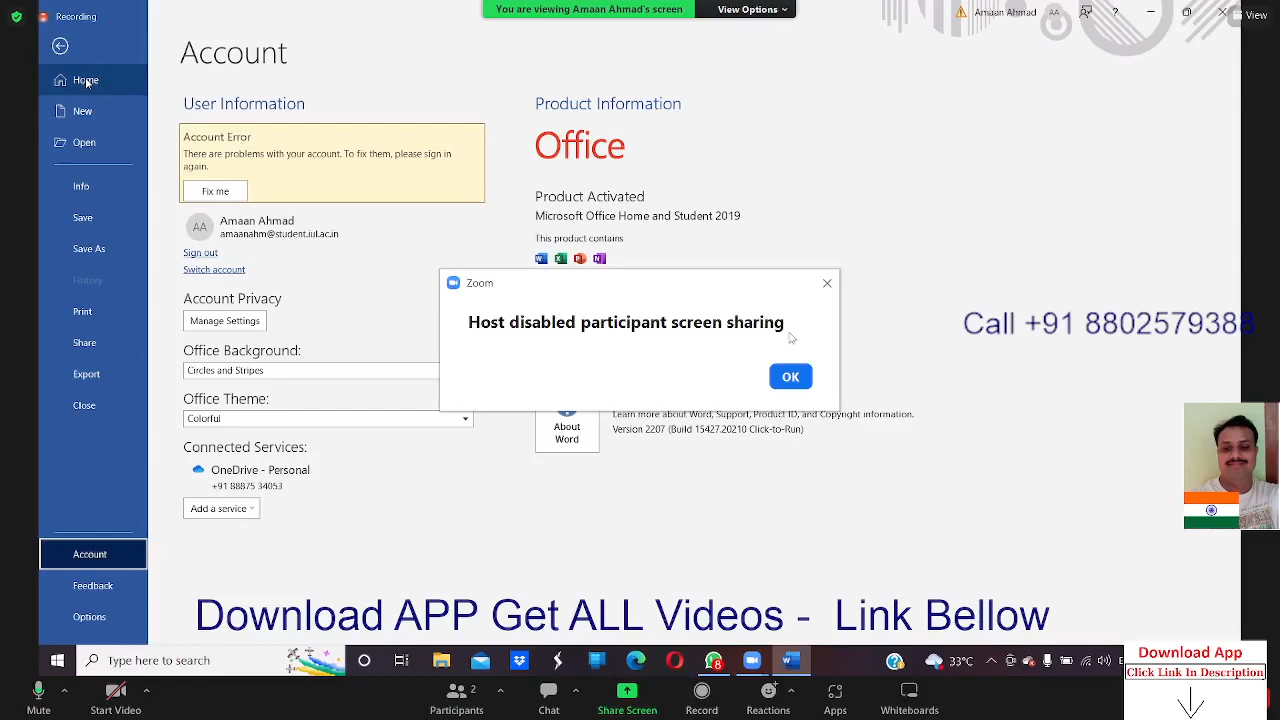 Recording
You are viewing Amaan Ahmad's screen
View Options
Amaan Ahmad
AA
?
View
Account
Home
New
Open
Info
Save
Save As
History
Print
Share
Export
Close
Account
Feedback
Options
User Information
Account Error
There are problems with your account. To fix them, please sign in
again.
Fix me
AA
Amaan Ahmad
amaanahm@student.iul.ac.in
Sign out
Switch account
Account Privacy
Manage Settings
Office Background:
Circles and Stripes
Office Theme:
Colorful
Connected Services:
OneDrive - Personal
+91 88875 34053
Add a service
Product Information
Office
Product Activated
Microsoft Office Home and Student 2019
This product contains
Zoom
Host disabled participant screen sharing
OK
About
Word
Learn more about Word, Support, Product ID, and Copyright information.
Version 2207 (Build 15427.20210 Click-to-Run)
Call +91 8802579388
Download APP Get ALL Videos - Link Bellow
Type here to search
8
33°C
Download App
Click Link In Description
Mute
Start Video
Participants
2
Chat
Share Screen
Record
Reactions
Apps
Whiteboards